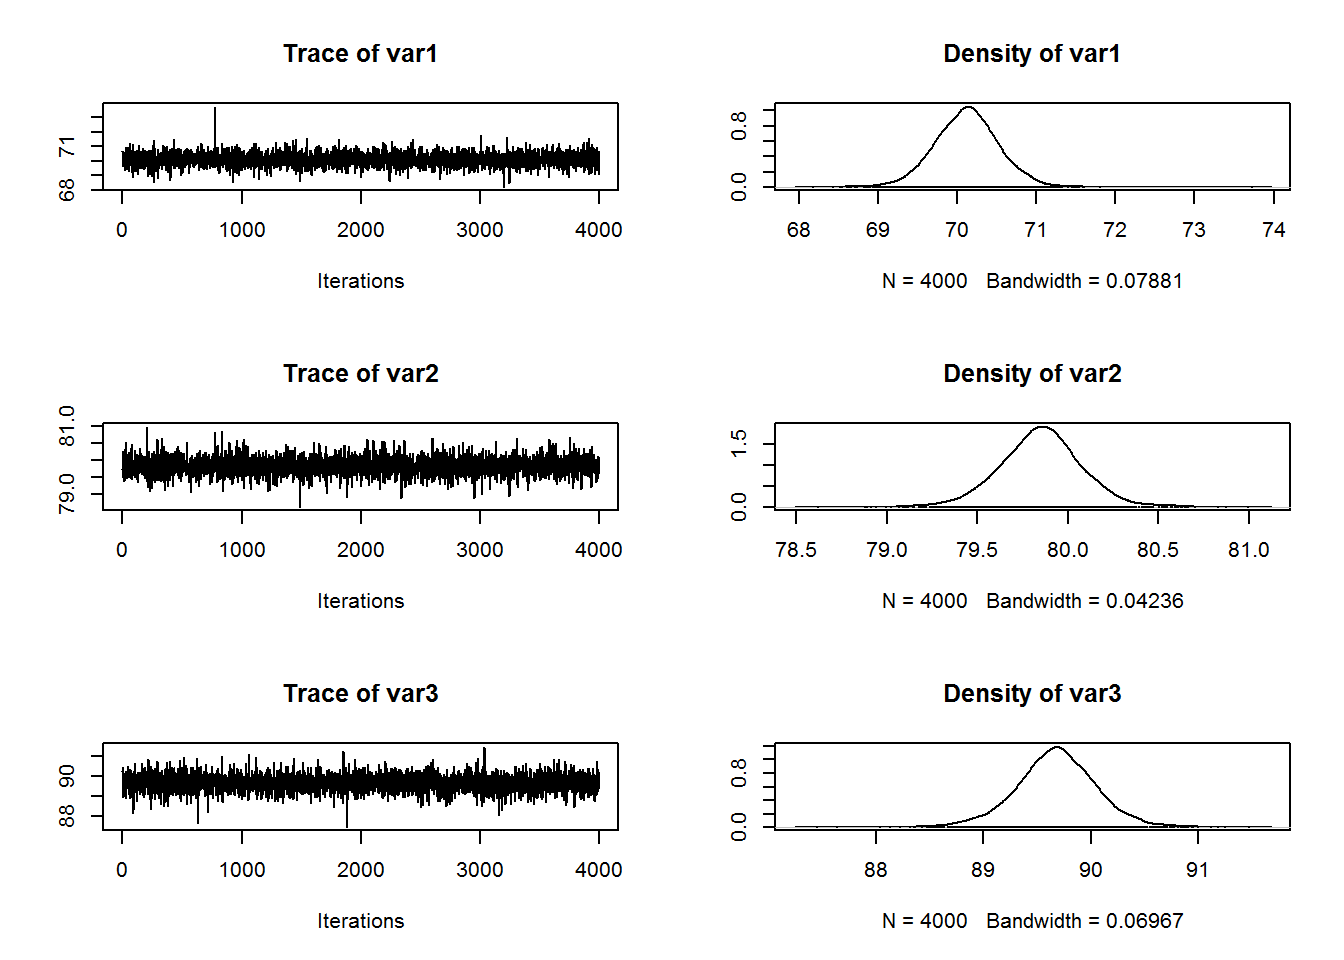 Trace of var1
71
68
0 1000 2000 3000 4000
Iterations
Density of var1
0.8
0.0
68 69 70 71 72 73 74
N = 4000 Bandwidth = 0.07881
Trace of var2
81.0
79.0
0 1000 2000 3000 4000
Iterations
Density of var2
1.5
0.0
78.5 79.0 79.5 80.0 80.5 81.0
N = 4000 Bandwidth = 0.04236
Trace of var3
90
88
0 1000 2000 3000 4000
Iterations
Density of var3
0.8
0.0
88 89 90 91
N = 4000 Bandwidth = 0.06967